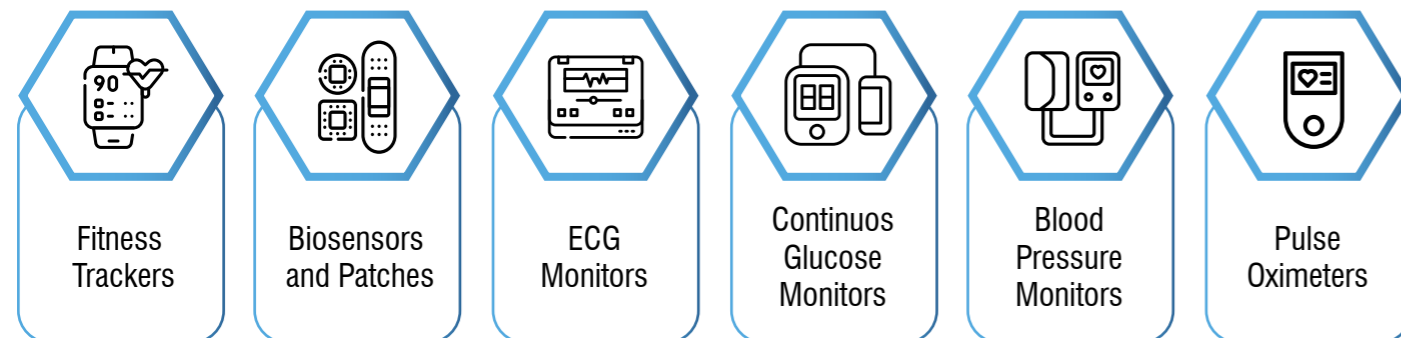 90
Fitness
Trackers
Biosensors
and Patches
ECG
Monitors
Continuos
Glucose
Monitors
Blood
Pressure
Monitors
Pulse
Oximeters